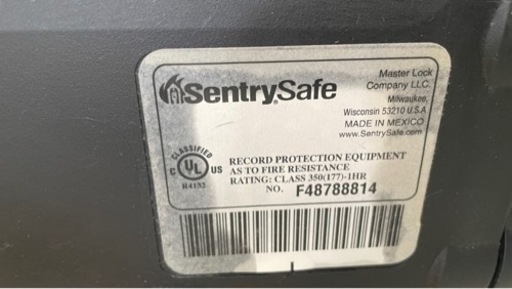 SentrySafe
Master Lock
Company LLC.
Milwaukee,
Wisconsin 53210 U.S.A
MADE IN MEXICO
www.SentrySafe.com
CLASSIFIED
C UL US
R4132
RECORD PROTECTION EQUIPMENT
AS TO FIRE RESISTANCE
RATING: CLASS 350(177)-1HR
NO. F48788814